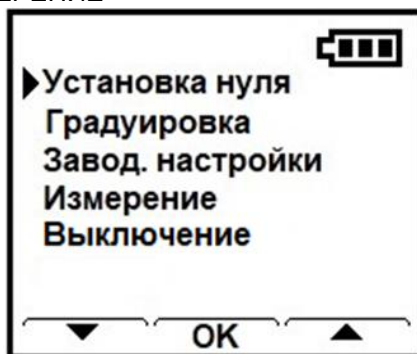 Установка нуля
Градуировка
Завод. настройки
Измерение
Выключение
OK